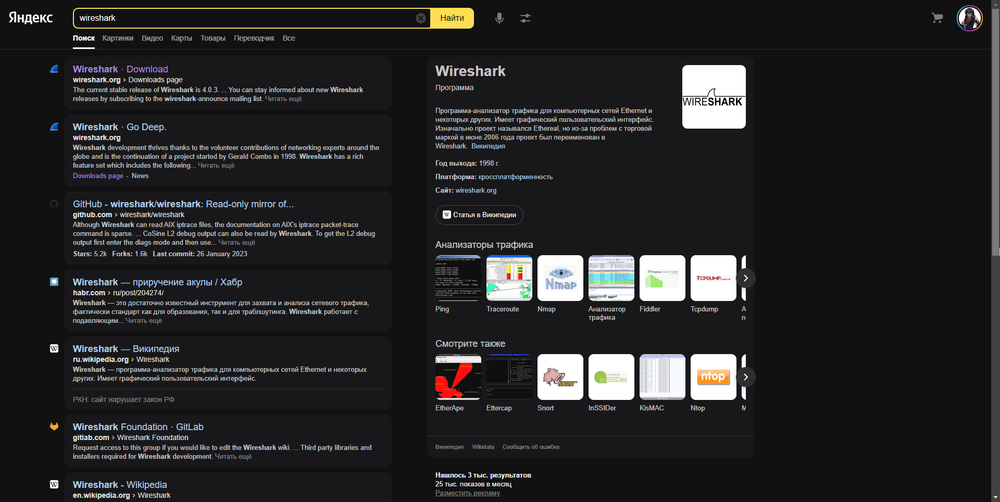 Яндекс
wireshark
Найти
Поиск Картинки Видео Карты Товары Переводчик Все
Wireshark · Download
wireshark.org › Downloads page
The current stable release of Wireshark is 4.0.3. ... You can stay informed about new Wireshark
releases by subscribing to the wireshark-announce mailing list. Читать ещё
Wireshark · Go Deep.
wireshark.org
Wireshark development thrives thanks to the volunteer contributions of networking experts around the
globe and is the continuation of a project started by Gerald Combs in 1998. Wireshark has a rich
feature set which includes the following... Читать ещё
Downloads page · News
GitHub - wireshark/wireshark: Read-only mirror of...
github.com › wireshark/wireshark
Although Wireshark can read AIX iptrace files, the documentation on AIX's iptrace packet-trace
command is sparse. ... CoSine L2 debug output can also be read by Wireshark. To get the L2 debug
output first enter the diags mode and then use... Читать ещё
Stars: 5.2k Forks: 1.6k Last commit: 26 January 2023
Wireshark — приручение акулы / Хабр
habr.com › ru/post/204274/
Wireshark — это достаточно известный инструмент для захвата и анализа сетевого трафика,
фактически стандарт как для образования, так и для траблшутинга. Wireshark работает с
подавляющим... Читать ещё
W
Wireshark — Википедия
ru.wikipedia.org › Wireshark
Wireshark — программа-анализатор трафика для компьютерных сетей Ethernet и некоторых
других. Имеет графический пользовательский интерфейс.
РКН: сайт нарушает закон РФ
Wireshark Foundation · GitLab
gitlab.com › Wireshark Foundation
Request access to this group if you would like to edit the Wireshark wiki. ... Third party libraries and
installers required for Wireshark development. Читать ещё
W
Wireshark - Wikipedia
en.wikipedia.org › Wireshark
Wireshark
Программа
WIRESHARK
Программа-анализатор трафика для компьютерных сетей Ethernet и
некоторых других. Имеет графический пользовательский интерфейс.
Изначально проект назывался Ethereal, но из-за проблем с торговой
маркой в июне 2006 года проект был переименован в
Wireshark. Википедия
Год выхода: 1998 г.
Платформа: кроссплатформенность
Сайт: wireshark.org
W Статья в Википедии
Анализаторы трафика
Nmap
Progress Telerik Fiddler
TCPDUMP
Ping Traceroute Nmap Анализатор трафика Fiddler Tcpdump
Смотрите также
SNORT
inSSIDer
ntop
EtherApe Ettercap Snort InSSIDer KisMAC Ntop
Википедия Wikidata Сообщить об ошибке
Нашлось 3 тыс. результатов
25 тыс. показов в месяц
Разместить рекламу